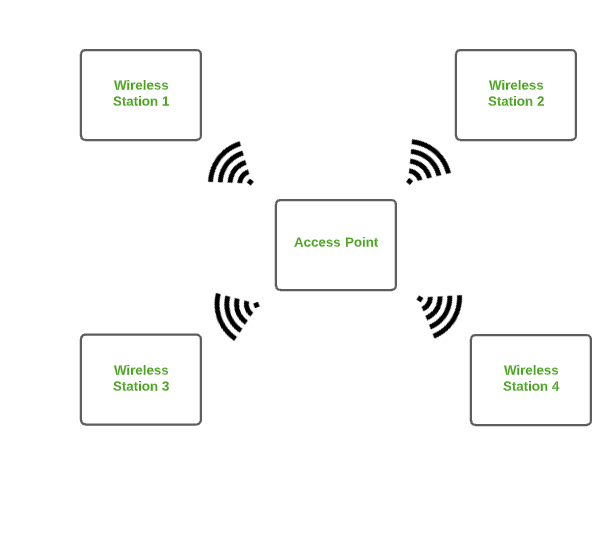 Wireless
Station 1
Wireless
Station 2
Access Point
Wireless
Station 3
Wireless
Station 4